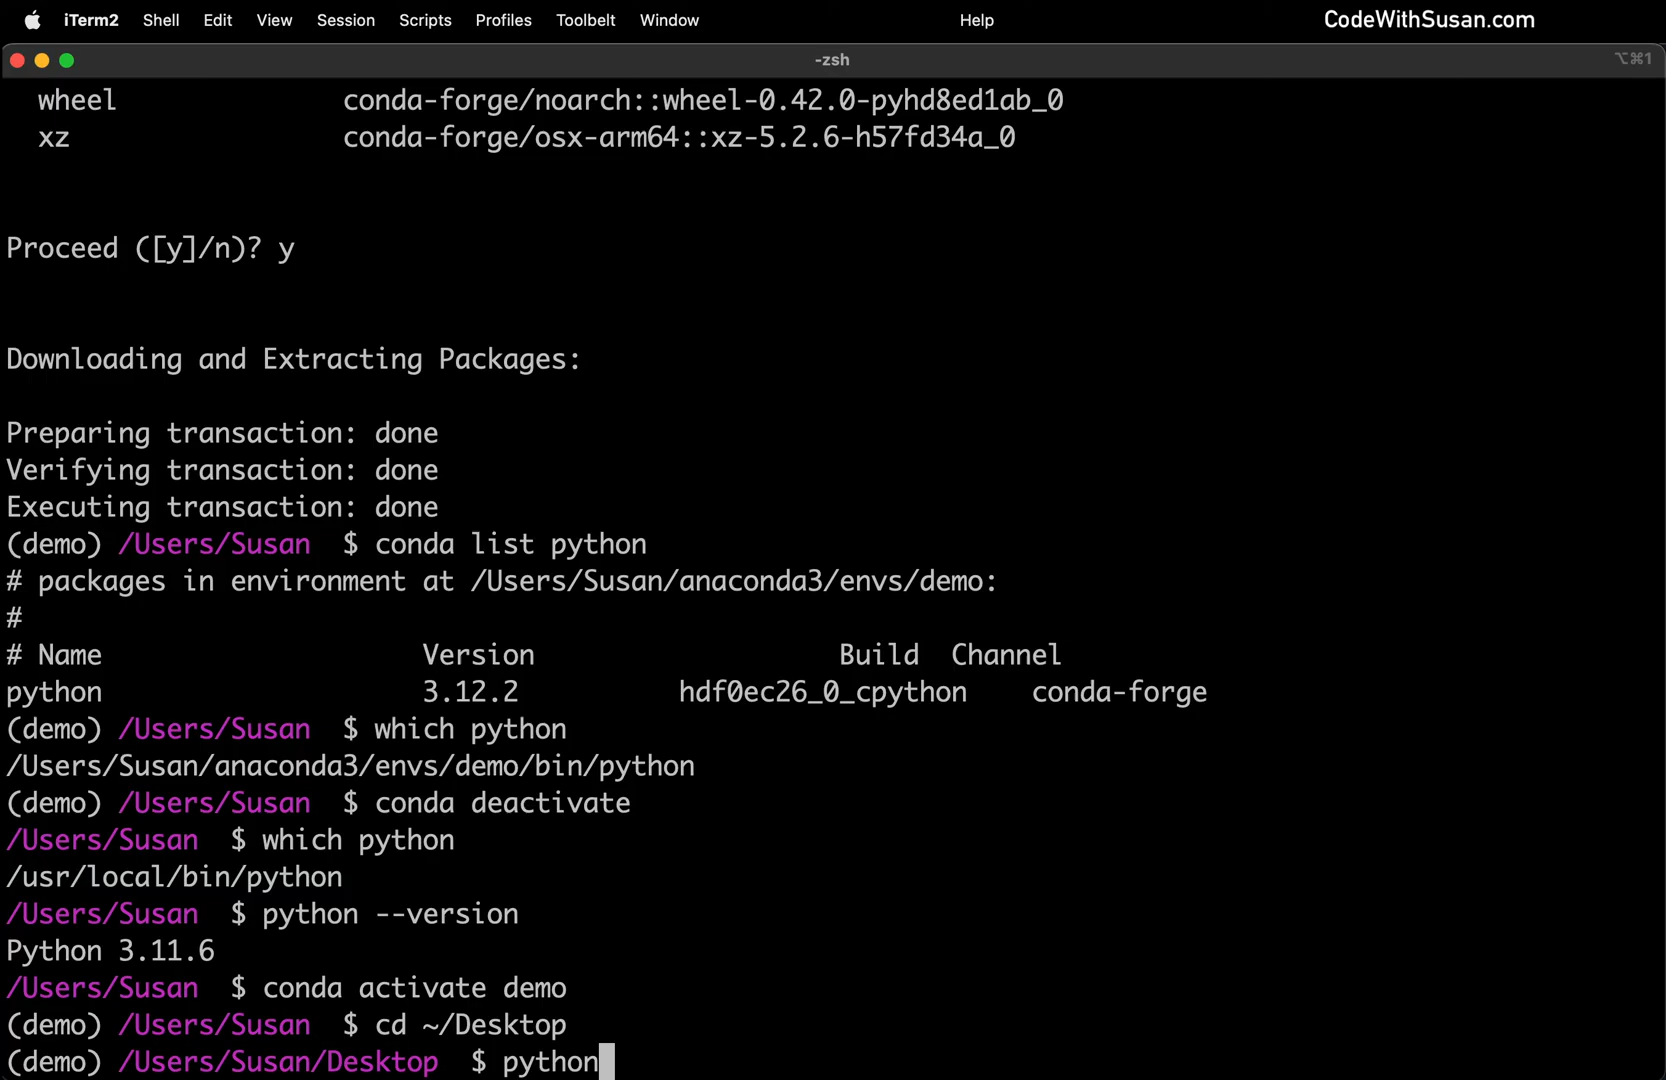 iTerm2 Shell Edit View Session Scripts Profiles Toolbelt Window Help CodeWithSusan.com
-zsh ⌥⌘1
wheel conda-forge/noarch::wheel-0.42.0-pyhd8ed1ab_0
xz conda-forge/osx-arm64::xz-5.2.6-h57fd34a_0
Proceed ([y]/n)? y
Downloading and Extracting Packages:
Preparing transaction: done
Verifying transaction: done
Executing transaction: done
(demo) /Users/Susan $ conda list python
# packages in environment at /Users/Susan/anaconda3/envs/demo:
#
# Name Version Build Channel
python 3.12.2 hdf0ec26_0_cpython conda-forge
(demo) /Users/Susan $ which python
/Users/Susan/anaconda3/envs/demo/bin/python
(demo) /Users/Susan $ conda deactivate
/Users/Susan $ which python
/usr/local/bin/python
/Users/Susan $ python --version
Python 3.11.6
/Users/Susan $ conda activate demo
(demo) /Users/Susan $ cd ~/Desktop
(demo) /Users/Susan/Desktop $ python